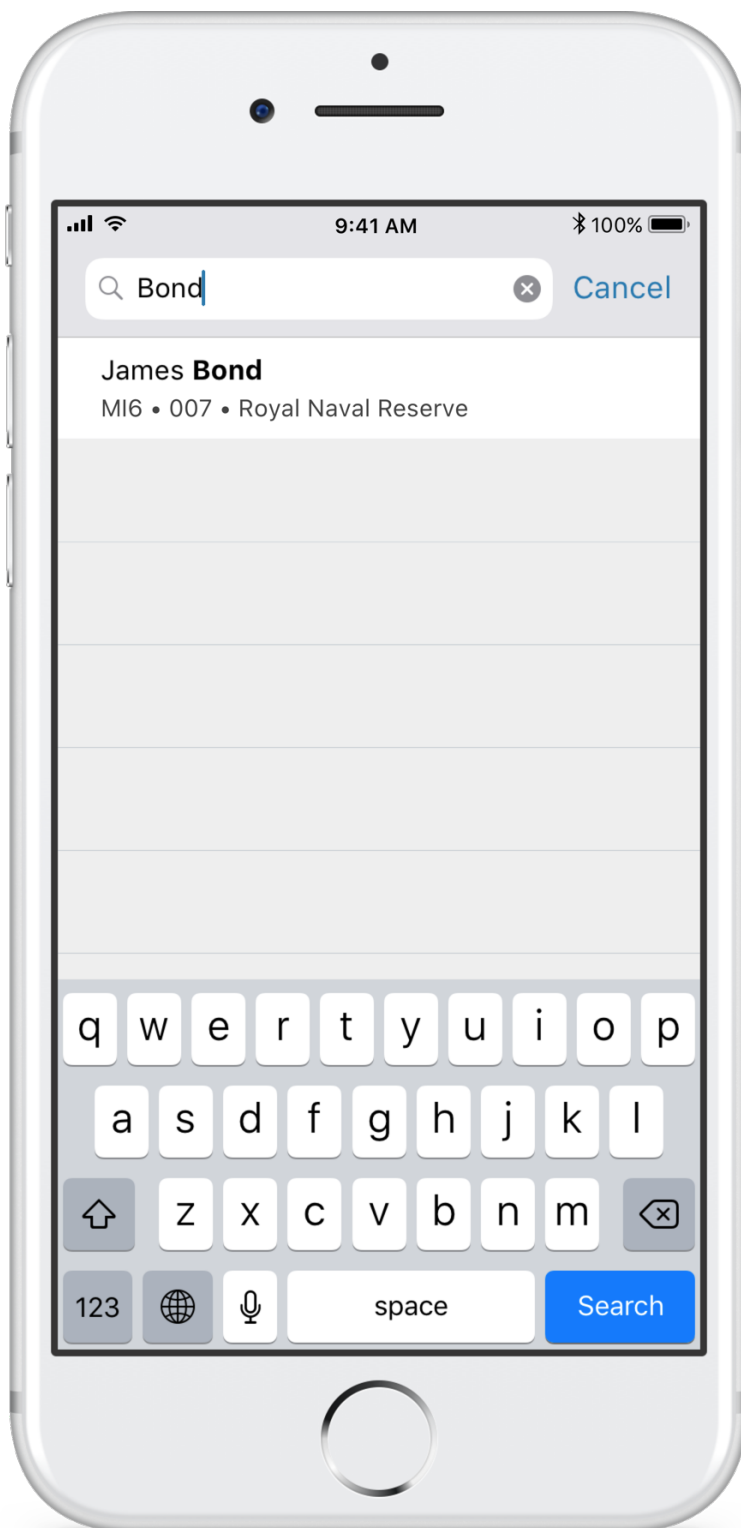 9:41 AM 100%
Bond Cancel
James Bond
MI6 • 007 • Royal Naval Reserve
q w e r t y u i o p
a s d f g h j k l
z x c v b n m
123 space Search